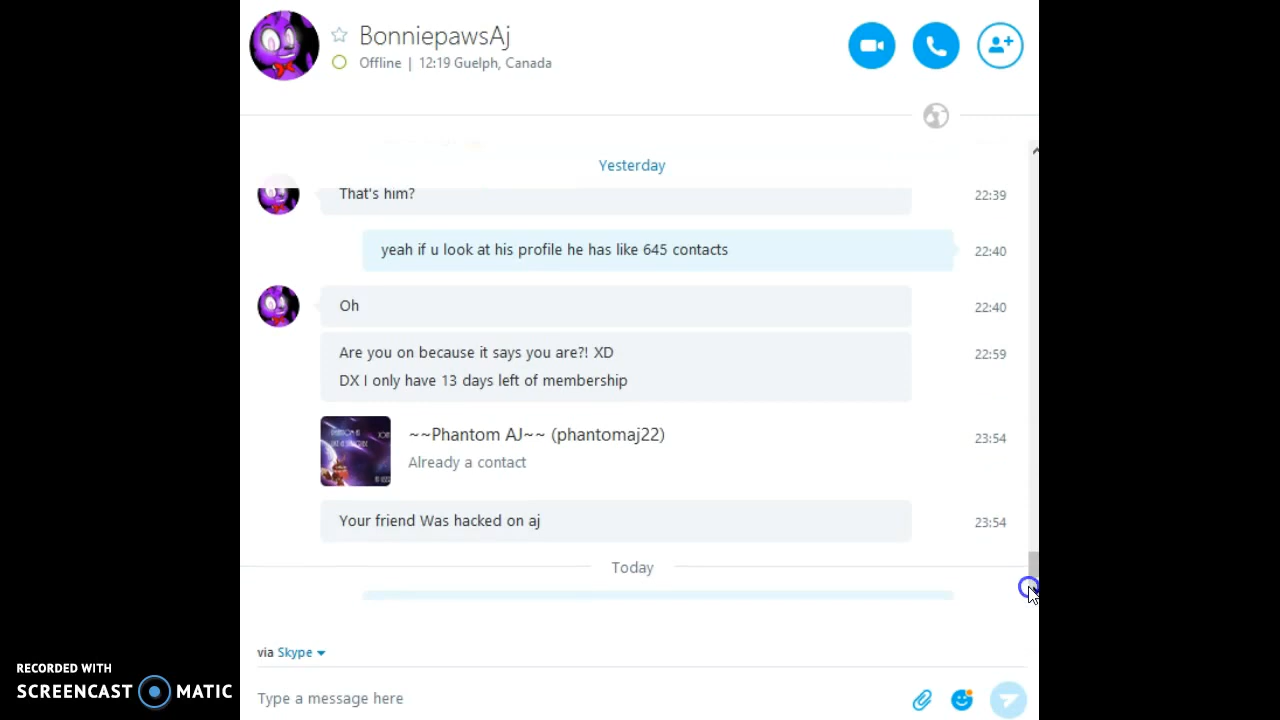 BonniepawsAj
Offline | 12:19 Guelph, Canada
Yesterday
That's him?
22:39
yeah if u look at his profile he has like 645 contacts
22:40
Oh
22:40
Are you on because it says you are?! XD
22:59
DX I only have 13 days left of membership
~~Phantom AJ~~ (phantomaj22)
23:54
Already a contact
Your friend Was hacked on aj
23:54
Today
via Skype
Type a message here
RECORDED WITH
SCREENCAST MATIC